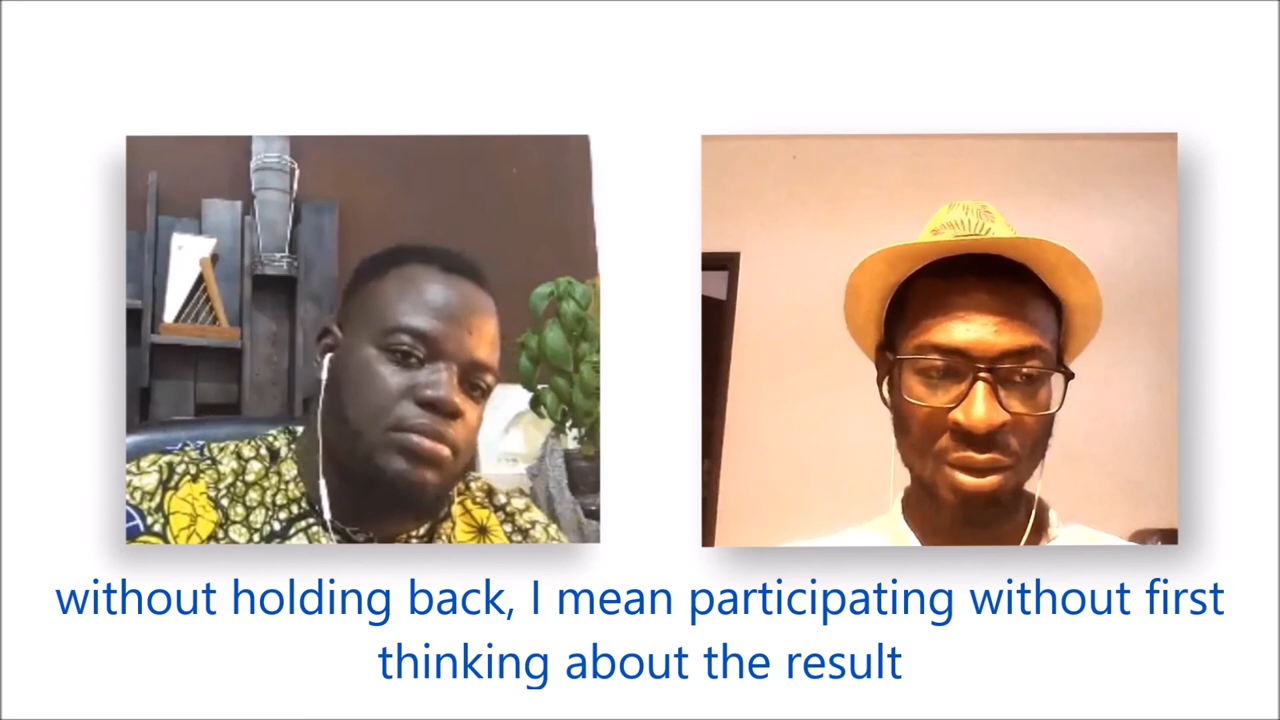 without holding back, I mean participating without first
thinking about the result